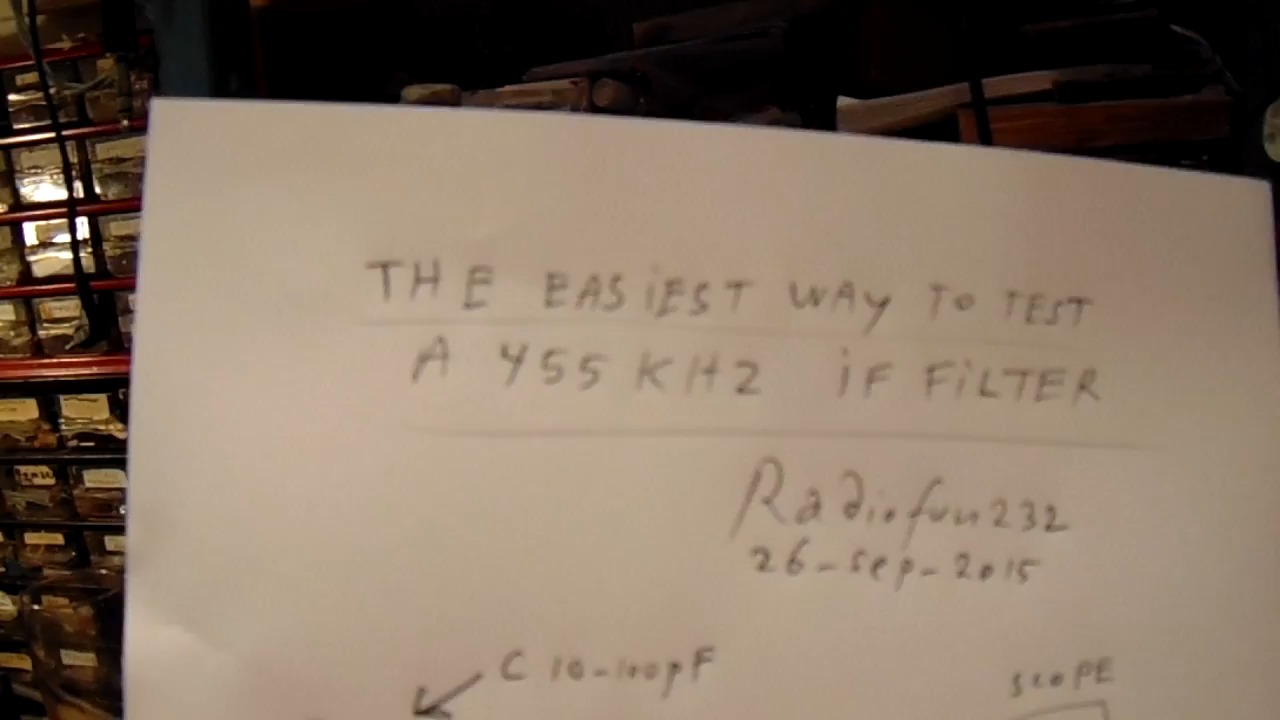 THE EASiEST WAY TO TEST
A 455 KHZ iF FiLTER
Radiofun232
26-sep-2015
C 10-100pF
SCOPE